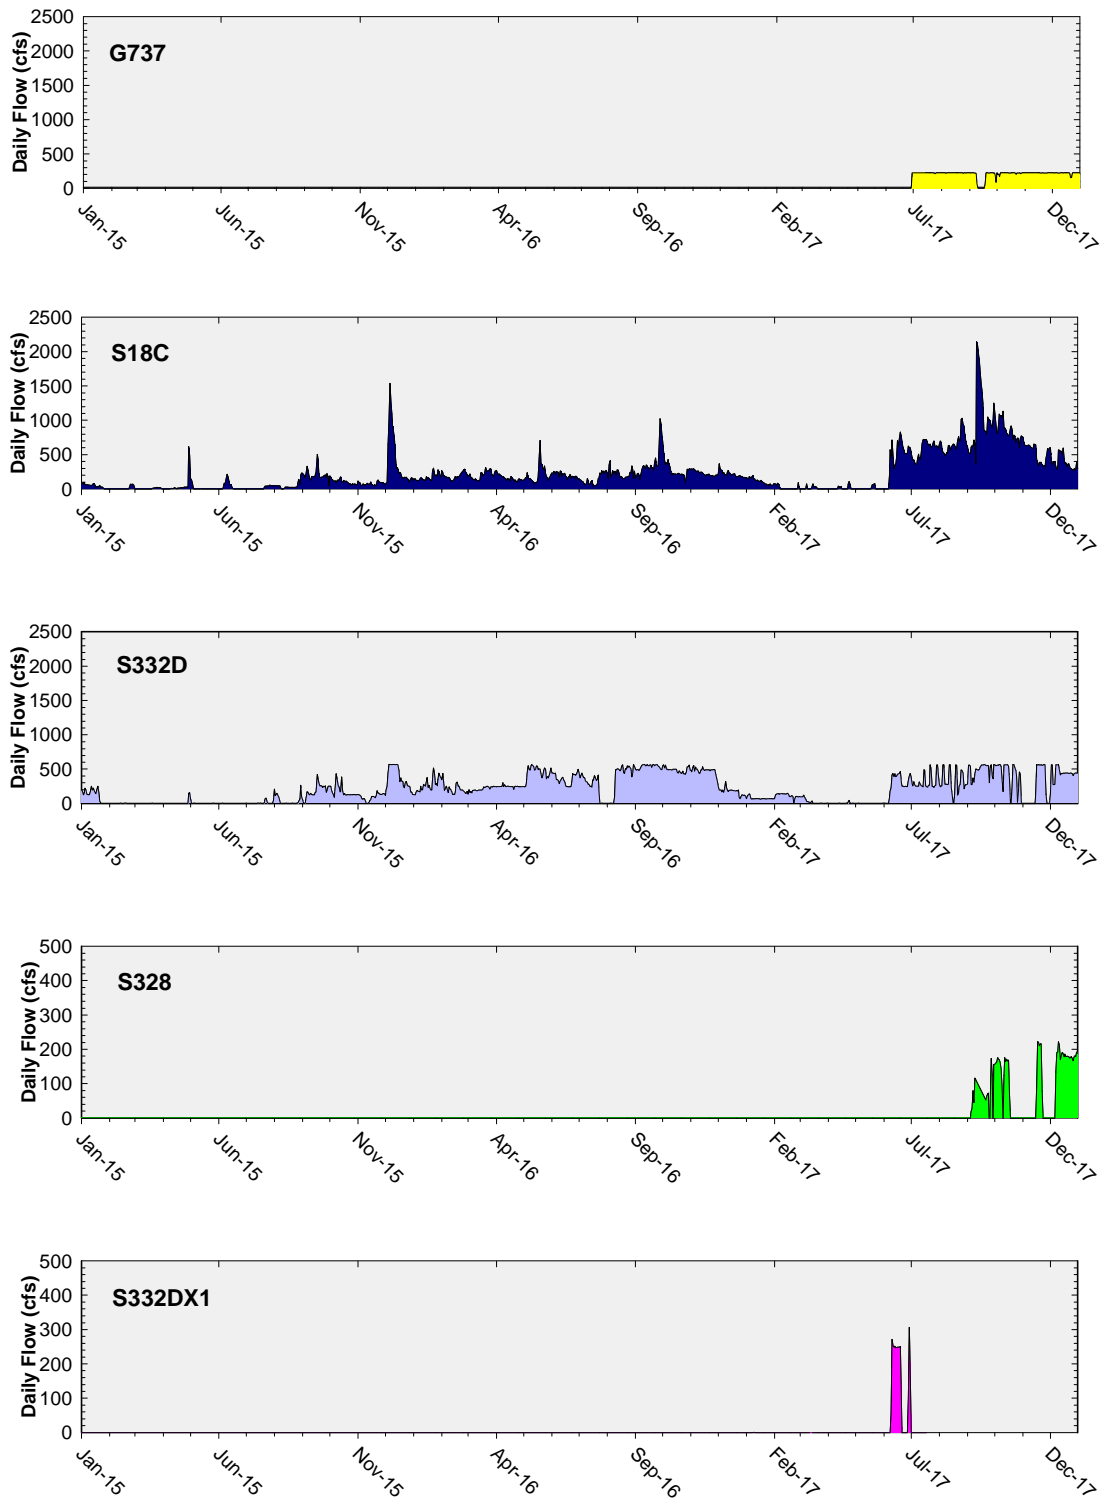 2500
2000
1500
1000
500
0
Daily Flow (cfs)
G737
Jan-15 Jun-15 Nov-15 Apr-16 Sep-16 Feb-17 Jul-17 Dec-17
2500
2000
1500
1000
500
0
Daily Flow (cfs)
S18C
Jan-15 Jun-15 Nov-15 Apr-16 Sep-16 Feb-17 Jul-17 Dec-17
2500
2000
1500
1000
500
0
Daily Flow (cfs)
S332D
Jan-15 Jun-15 Nov-15 Apr-16 Sep-16 Feb-17 Jul-17 Dec-17
500
400
300
200
100
0
Daily Flow (cfs)
S328
Jan-15 Jun-15 Nov-15 Apr-16 Sep-16 Feb-17 Jul-17 Dec-17
500
400
300
200
100
0
Daily Flow (cfs)
S332DX1
Jan-15 Jun-15 Nov-15 Apr-16 Sep-16 Feb-17 Jul-17 Dec-17